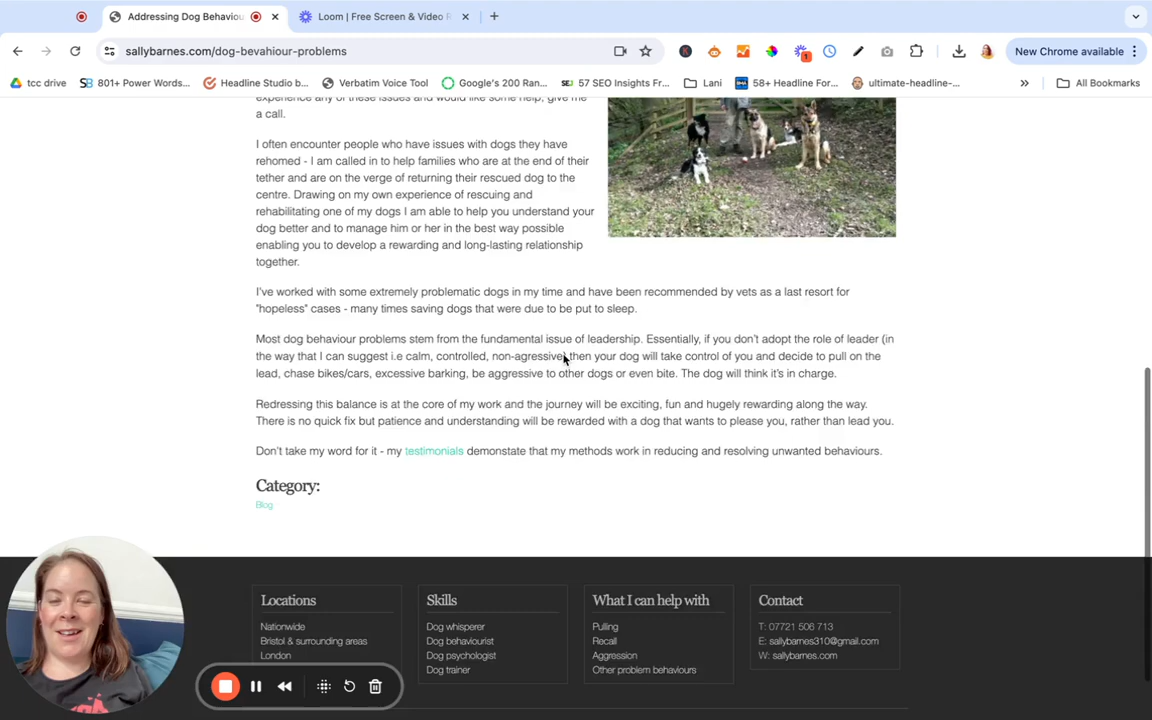 Addressing Dog Behaviou
Loom | Free Screen & Video R
sallybarnes.com/dog-bevahiour-problems
1
New Chrome available
tcc drive
801+ Power Words...
Headline Studio b...
Verbatim Voice Tool
Google's 200 Ran...
57 SEO Insights Fr...
Lani
58+ Headline For...
ultimate-headline-...
All Bookmarks
experience any of these issues and would like some help, give me
a call.
I often encounter people who have issues with dogs they have
rehomed - I am called in to help families who are at the end of their
tether and are on the verge of returning their rescued dog to the
centre. Drawing on my own experience of rescuing and
rehabilitating one of my dogs I am able to help you understand your
dog better and to manage him or her in the best way possible
enabling you to develop a rewarding and long-lasting relationship
together.
I've worked with some extremely problematic dogs in my time and have been recommended by vets as a last resort for
"hopeless" cases - many times saving dogs that were due to be put to sleep.
Most dog behaviour problems stem from the fundamental issue of leadership. Essentially, if you don't adopt the role of leader (in
the way that I can suggest i.e calm, controlled, non-agressive) then your dog will take control of you and decide to pull on the
lead, chase bikes/cars, excessive barking, be aggressive to other dogs or even bite. The dog will think it's in charge.
Redressing this balance is at the core of my work and the journey will be exciting, fun and hugely rewarding along the way.
There is no quick fix but patience and understanding will be rewarded with a dog that wants to please you, rather than lead you.
Don't take my word for it - my testimonials demonstate that my methods work in reducing and resolving unwanted behaviours.
Category:
Blog
Locations
Nationwide
Bristol & surrounding areas
London
Skills
Dog whisperer
Dog behaviourist
Dog psychologist
Dog trainer
What I can help with
Pulling
Recall
Aggression
Other problem behaviours
Contact
T: 07721 506 713
E: sallybarnes310@gmail.com
W: sallybarnes.com